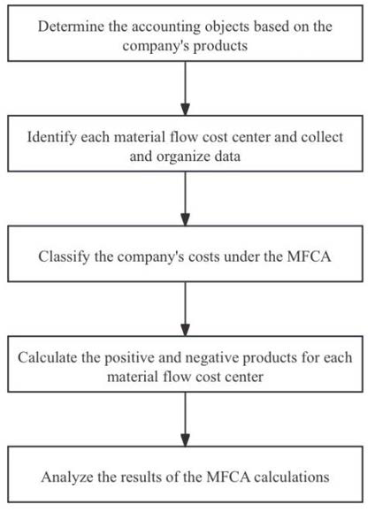 Determine the accounting objects based on the
company's products
Identify each material flow cost center and collect
and organize data
Classify the company's costs under the MFCA
Calculate the positive and negative products for each
material flow cost center
Analyze the results of the MFCA calculations